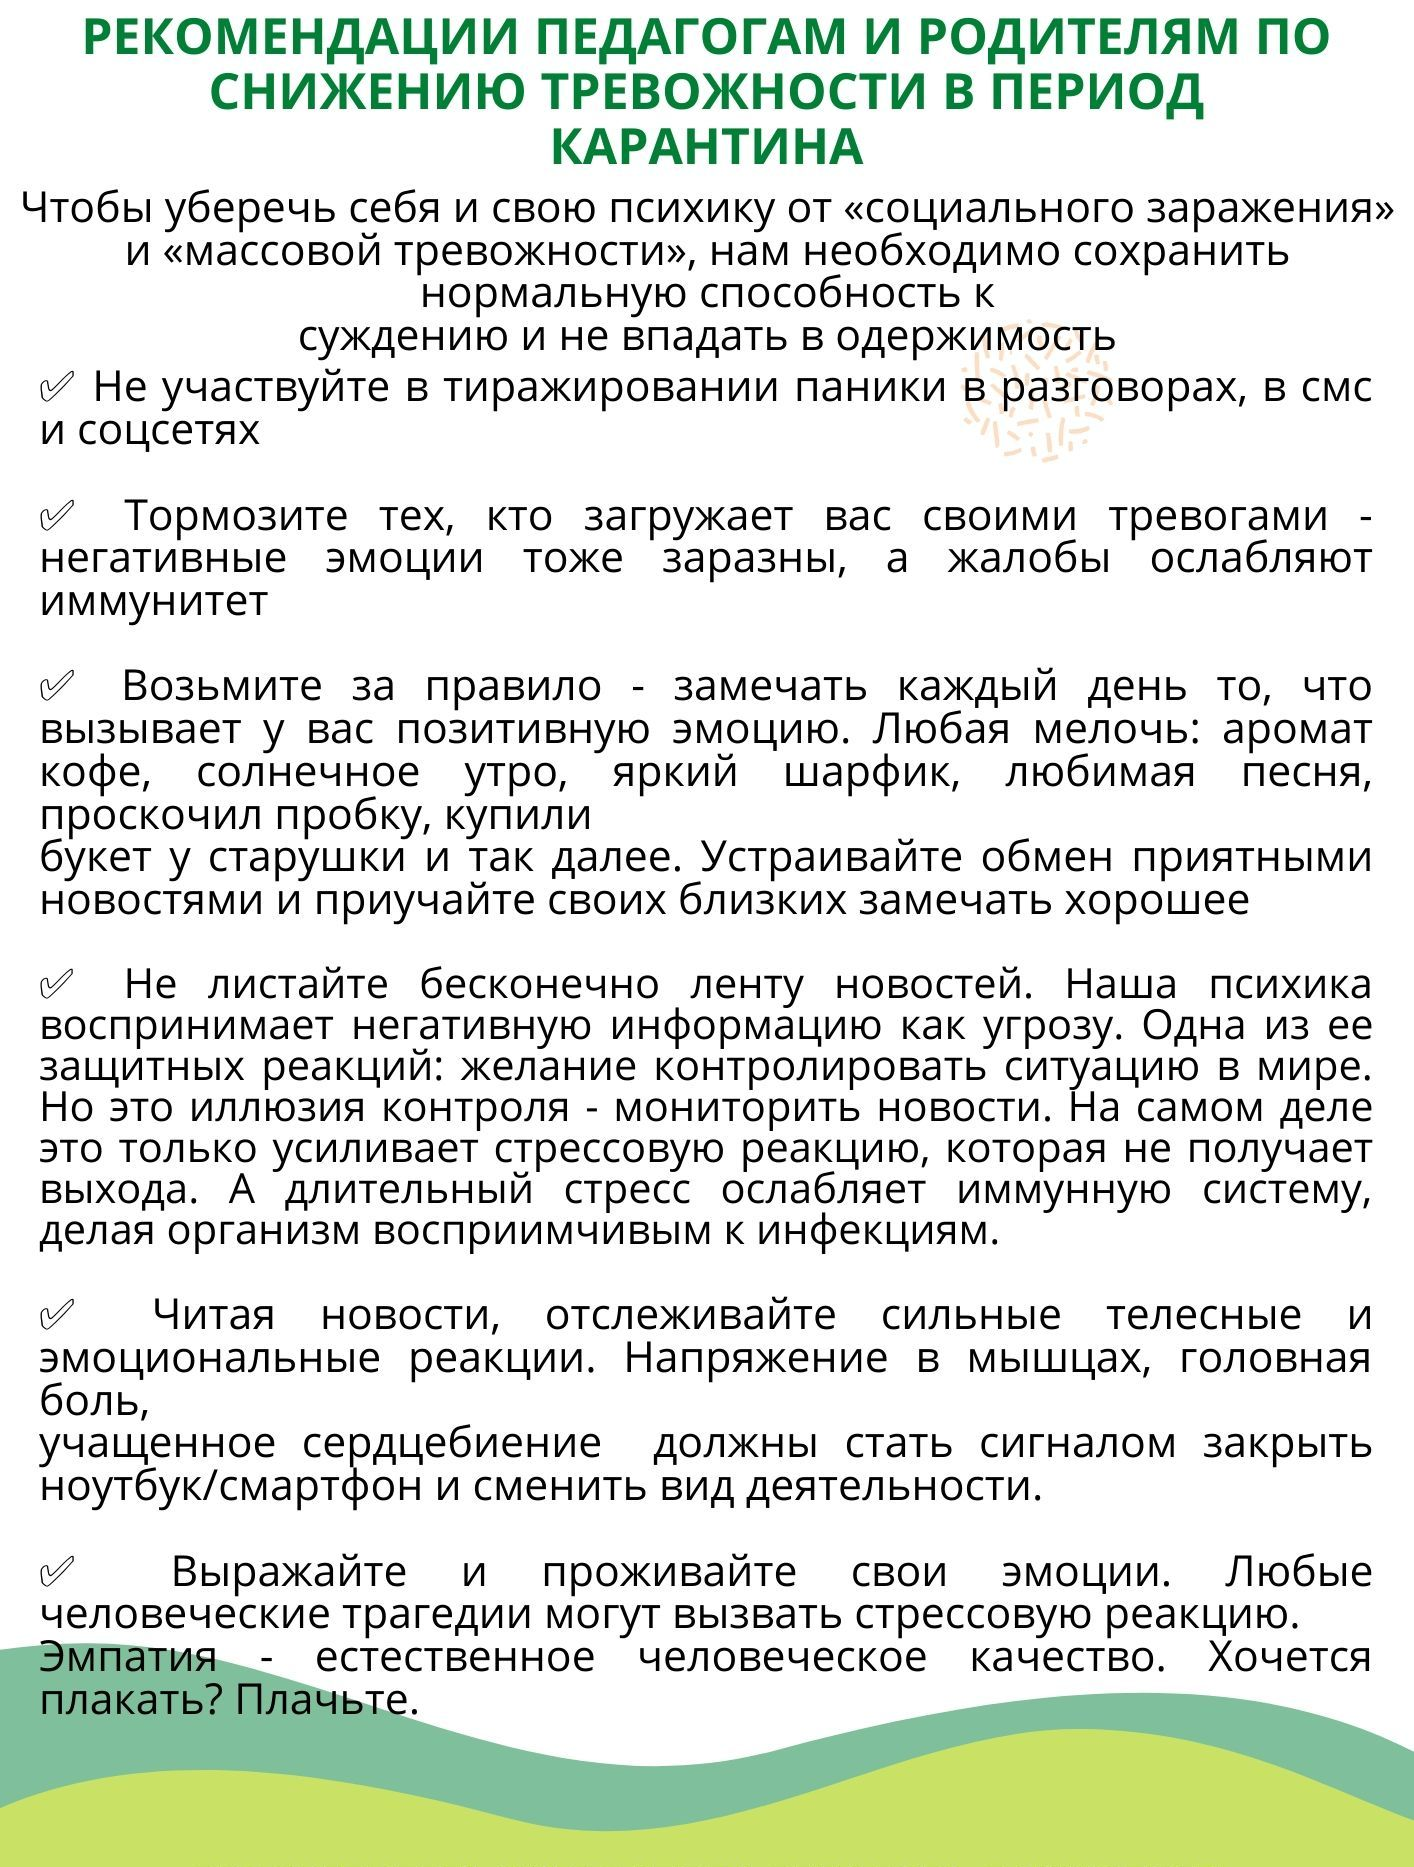 РЕКОМЕНДАЦИИ ПЕДАГОГАМ И РОДИТЕЛЯМ ПО
СНИЖЕНИЮ ТРЕВОЖНОСТИ В ПЕРИОД
КАРАНТИНА
Чтобы уберечь себя и свою психику от «социального заражения»
и «массовой тревожности», нам необходимо сохранить
нормальную способность к
суждению и не впадать в одержимость
✅ Не участвуйте в тиражировании паники в разговорах, в смс
и соцсетях
✅ Тормозите тех, кто загружает вас своими тревогами -
негативные эмоции тоже заразны, а жалобы ослабляют
иммунитет
✅ Возьмите за правило - замечать каждый день то, что
вызывает у вас позитивную эмоцию. Любая мелочь: аромат
кофе, солнечное утро, яркий шарфик, любимая песня,
проскочил пробку, купили
букет у старушки и так далее. Устраивайте обмен приятными
новостями и приучайте своих близких замечать хорошее
✅ Не листайте бесконечно ленту новостей. Наша психика
воспринимает негативную информацию как угрозу. Одна из ее
защитных реакций: желание контролировать ситуацию в мире.
Но это иллюзия контроля - мониторить новости. На самом деле
это только усиливает стрессовую реакцию, которая не получает
выхода. А длительный стресс ослабляет иммунную систему,
делая организм восприимчивым к инфекциям.
✅ Читая новости, отслеживайте сильные телесные и
эмоциональные реакции. Напряжение в мышцах, головная
боль,
учащенное сердцебиение должны стать сигналом закрыть
ноутбук/смартфон и сменить вид деятельности.
✅ Выражайте и проживайте свои эмоции. Любые
человеческие трагедии могут вызвать стрессовую реакцию.
Эмпатия - естественное человеческое качество. Хочется
плакать? Плачьте.